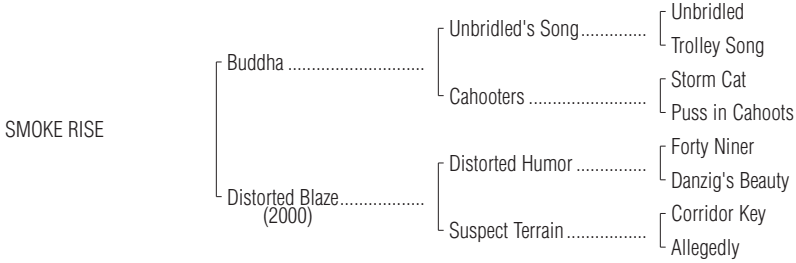 Unbridled
Unbridled's Song..............
Trolley Song
Buddha .............................
Storm Cat
Cahooters .........................
Puss in Cahoots
SMOKE RISE
Forty Niner
Distorted Humor ...............
Danzig's Beauty
Distorted Blaze..................
(2000)
Corridor Key
Suspect Terrain.................
Allegedly